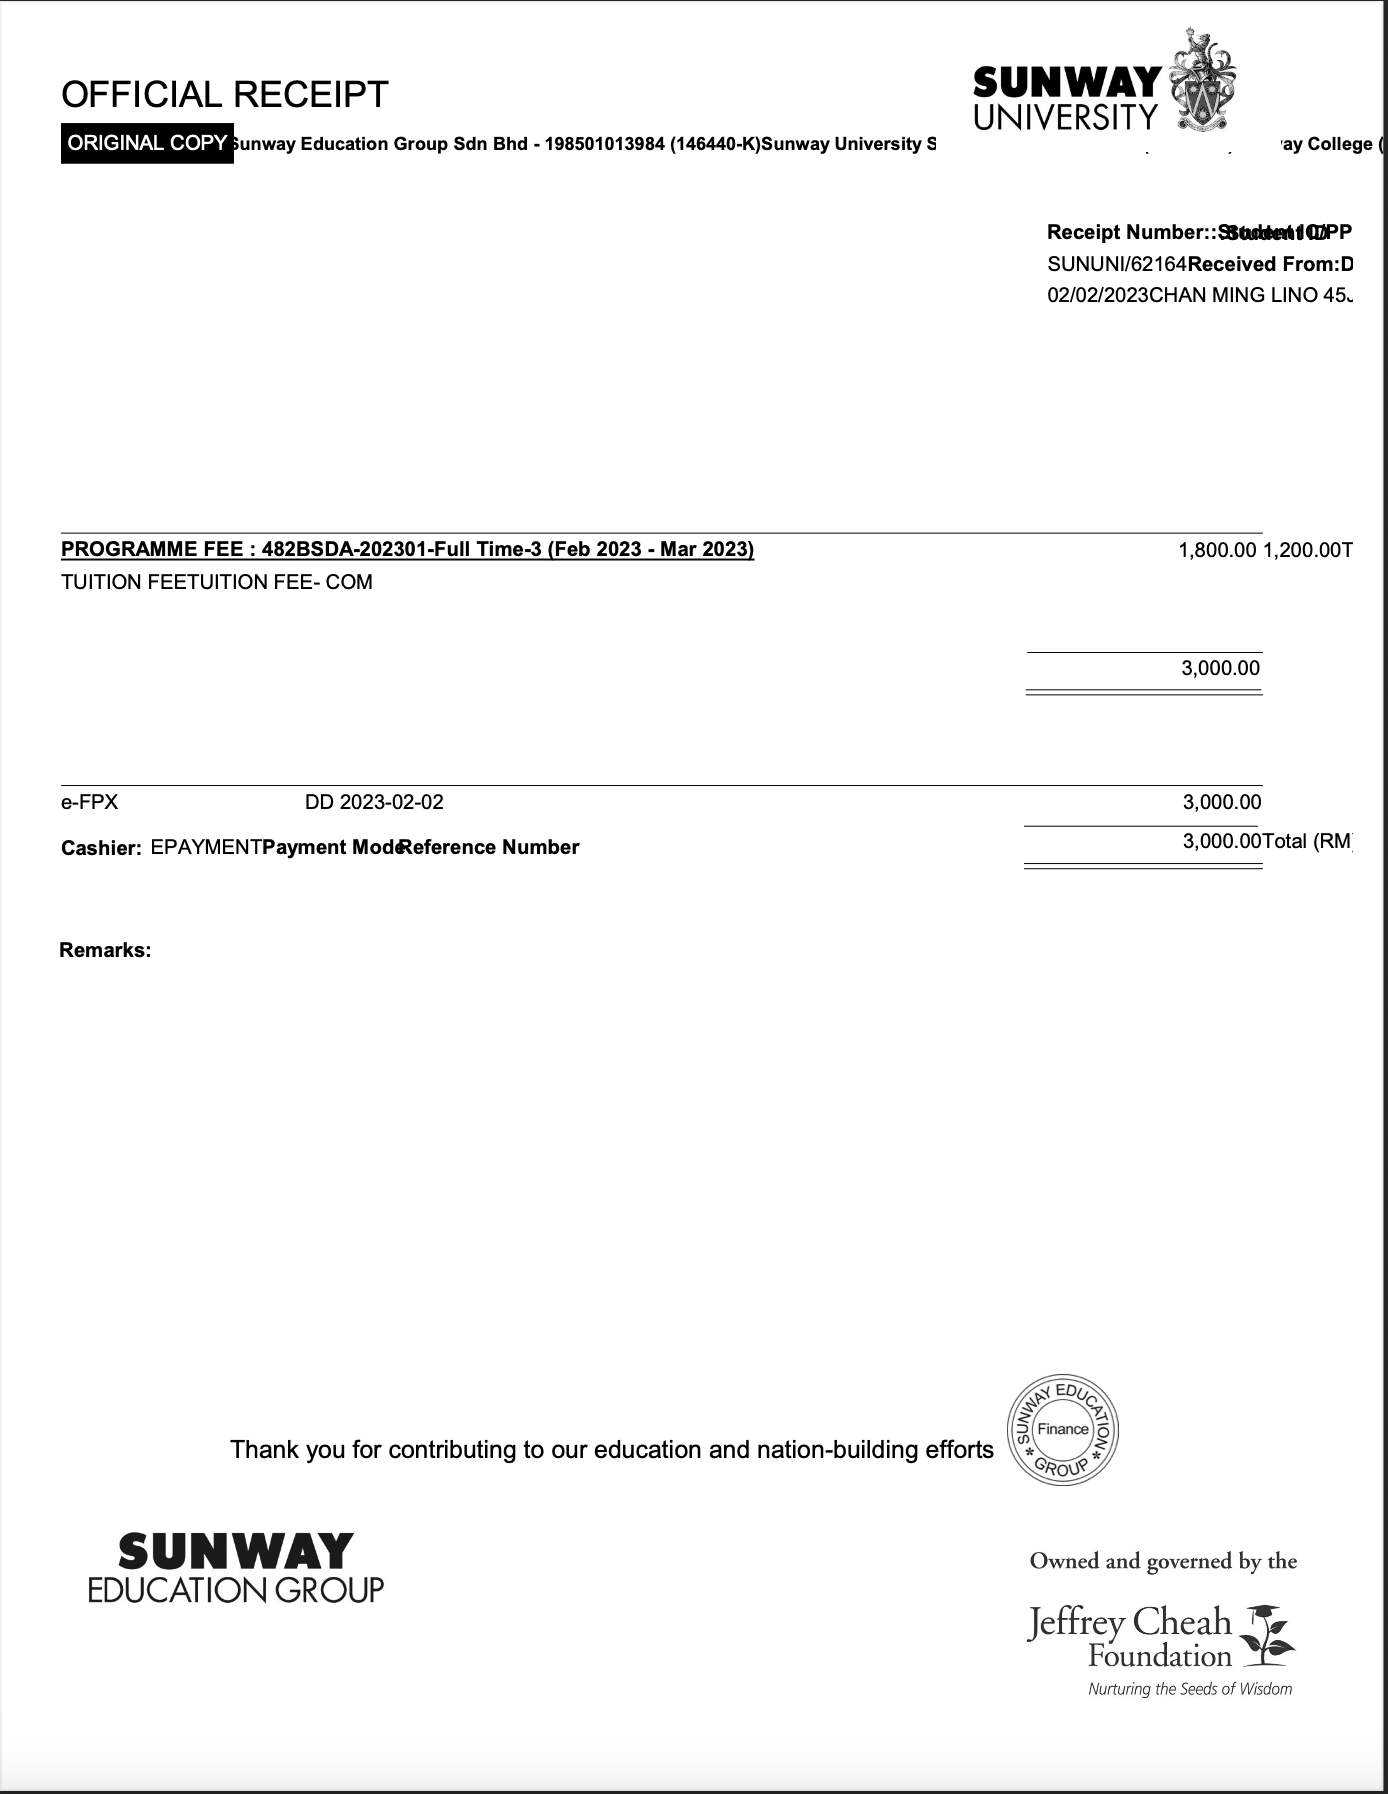 SUNWAY
UNIVERSITY
OFFICIAL RECEIPT
ORIGINAL COPY Sunway Education Group Sdn Bhd - 198501013984 (146440-K)Sunway University S ay College (
Receipt Number::Student IC/PP
Student ID
SUNUNI/62164Received From:D
02/02/2023CHAN MING LINO 45J
PROGRAMME FEE : 482BSDA-202301-Full Time-3 (Feb 2023 - Mar 2023) 1,800.00 1,200.00T
TUITION FEETUITION FEE- COM
3,000.00
e-FPX DD 2023-02-02 3,000.00
Cashier: EPAYMENTPayment ModeReference Number 3,000.00Total (RM)
Remarks:
Thank you for contributing to our education and nation-building efforts
SUNWAY EDUCATION GROUP
Finance
SUNWAY
EDUCATION GROUP
Owned and governed by the
Jeffrey Cheah
Foundation
Nurturing the Seeds of Wisdom